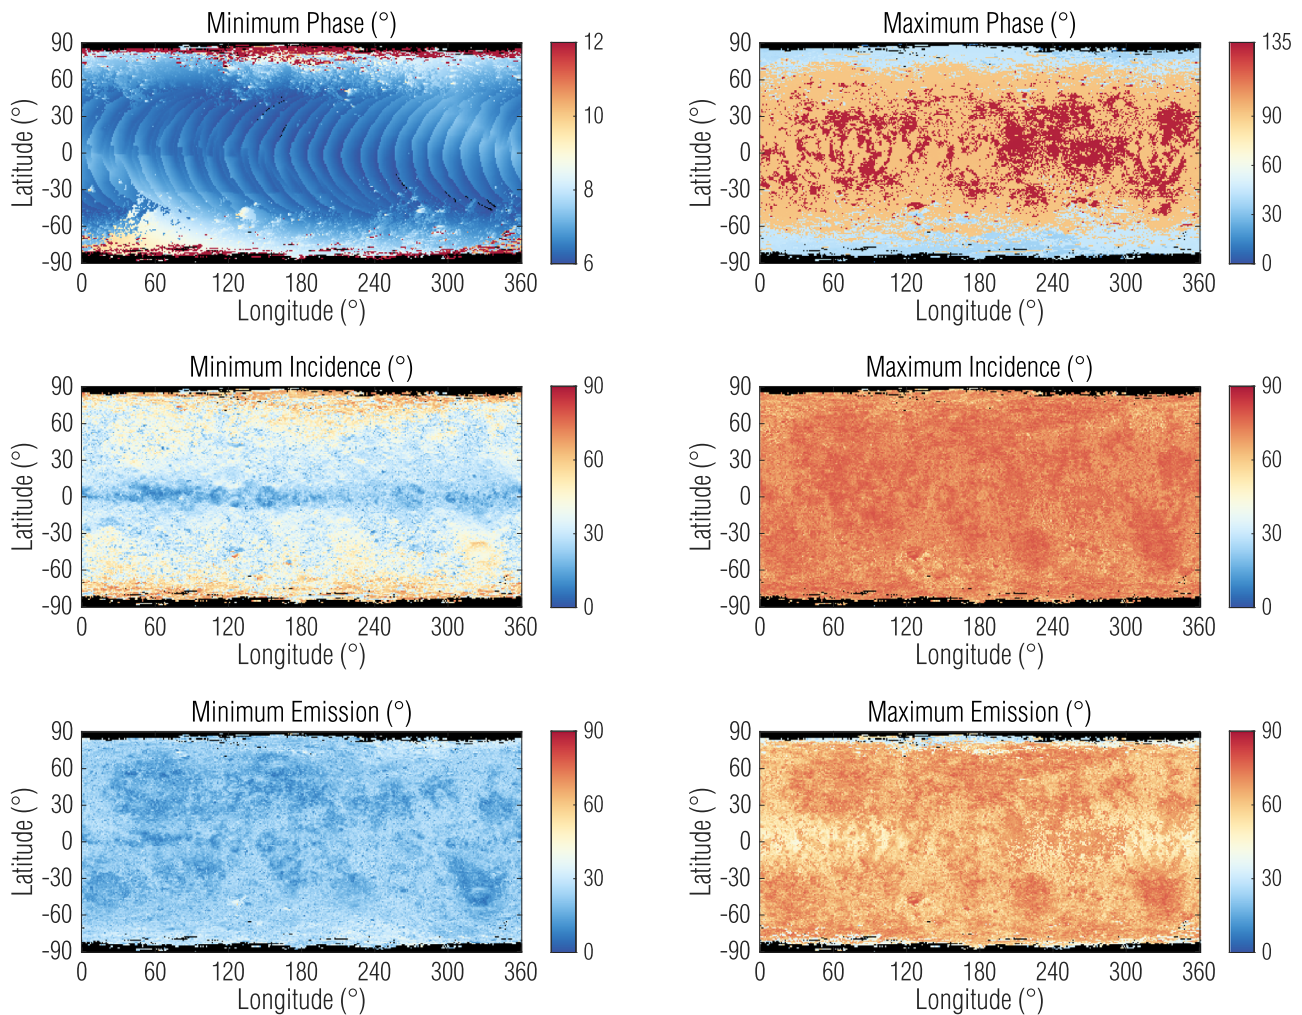 Minimum Phase (°)
Latitude (°)
90
60
30
0
-30
-60
-90
0 60 120 180 240 300 360
Longitude (°)
12
10
8
6
Maximum Phase (°)
Latitude (°)
90
60
30
0
-30
-60
-90
0 60 120 180 240 300 360
Longitude (°)
135
90
60
30
0
Minimum Incidence (°)
Latitude (°)
90
60
30
0
-30
-60
-90
0 60 120 180 240 300 360
Longitude (°)
90
60
30
0
Maximum Incidence (°)
Latitude (°)
90
60
30
0
-30
-60
-90
0 60 120 180 240 300 360
Longitude (°)
90
60
30
0
Minimum Emission (°)
Latitude (°)
90
60
30
0
-30
-60
-90
0 60 120 180 240 300 360
Longitude (°)
90
60
30
0
Maximum Emission (°)
Latitude (°)
90
60
30
0
-30
-60
-90
0 60 120 180 240 300 360
Longitude (°)
90
60
30
0